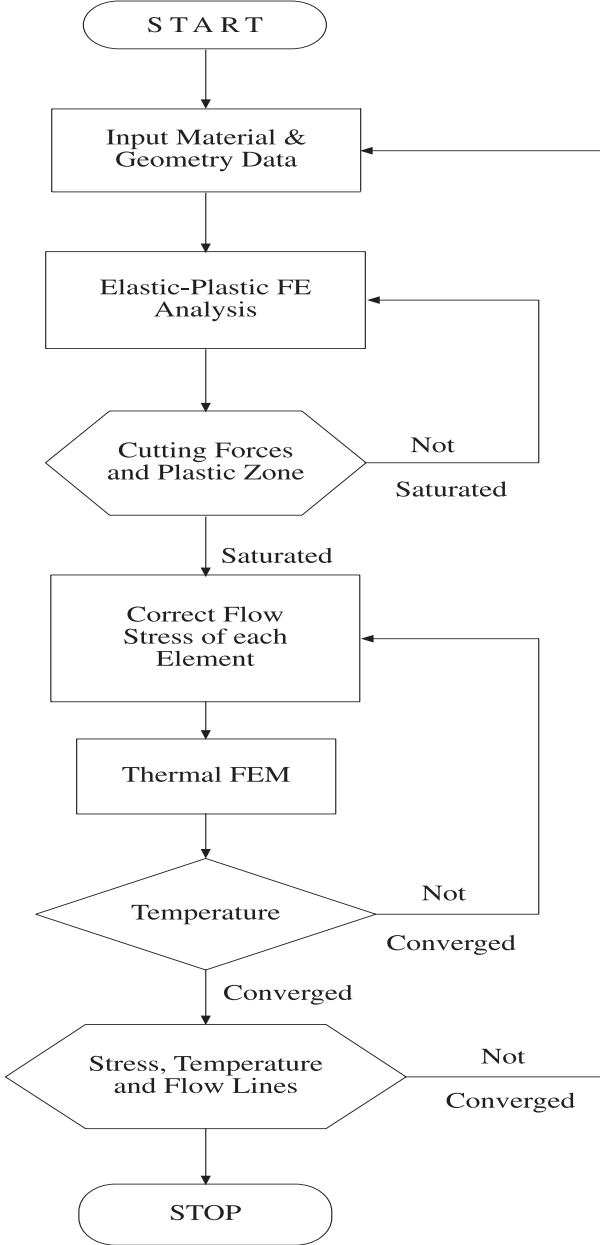 START
Input Material &
Geometry Data
Elastic-Plastic FE
Analysis
Cutting Forces
and Plastic Zone
Not
Saturated
Saturated
Correct Flow
Stress of each
Element
Thermal FEM
Temperature
Not
Converged
Converged
Stress, Temperature
and Flow Lines
Not
Converged
STOP